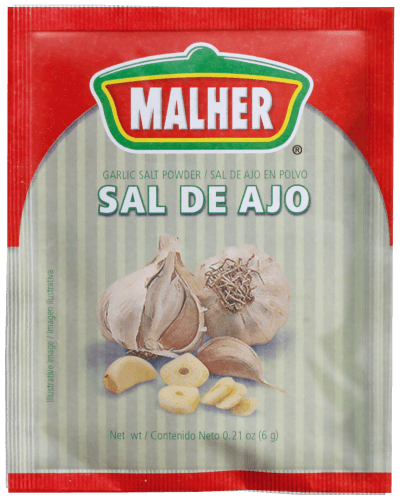 MALHER
®
GARLIC SALT POWDER / SAL DE AJO EN POLVO
SAL DE AJO
Illustrative image / Imagen ilustrativa
Net wt / Contenido Neto 0.21 oz (6 g)